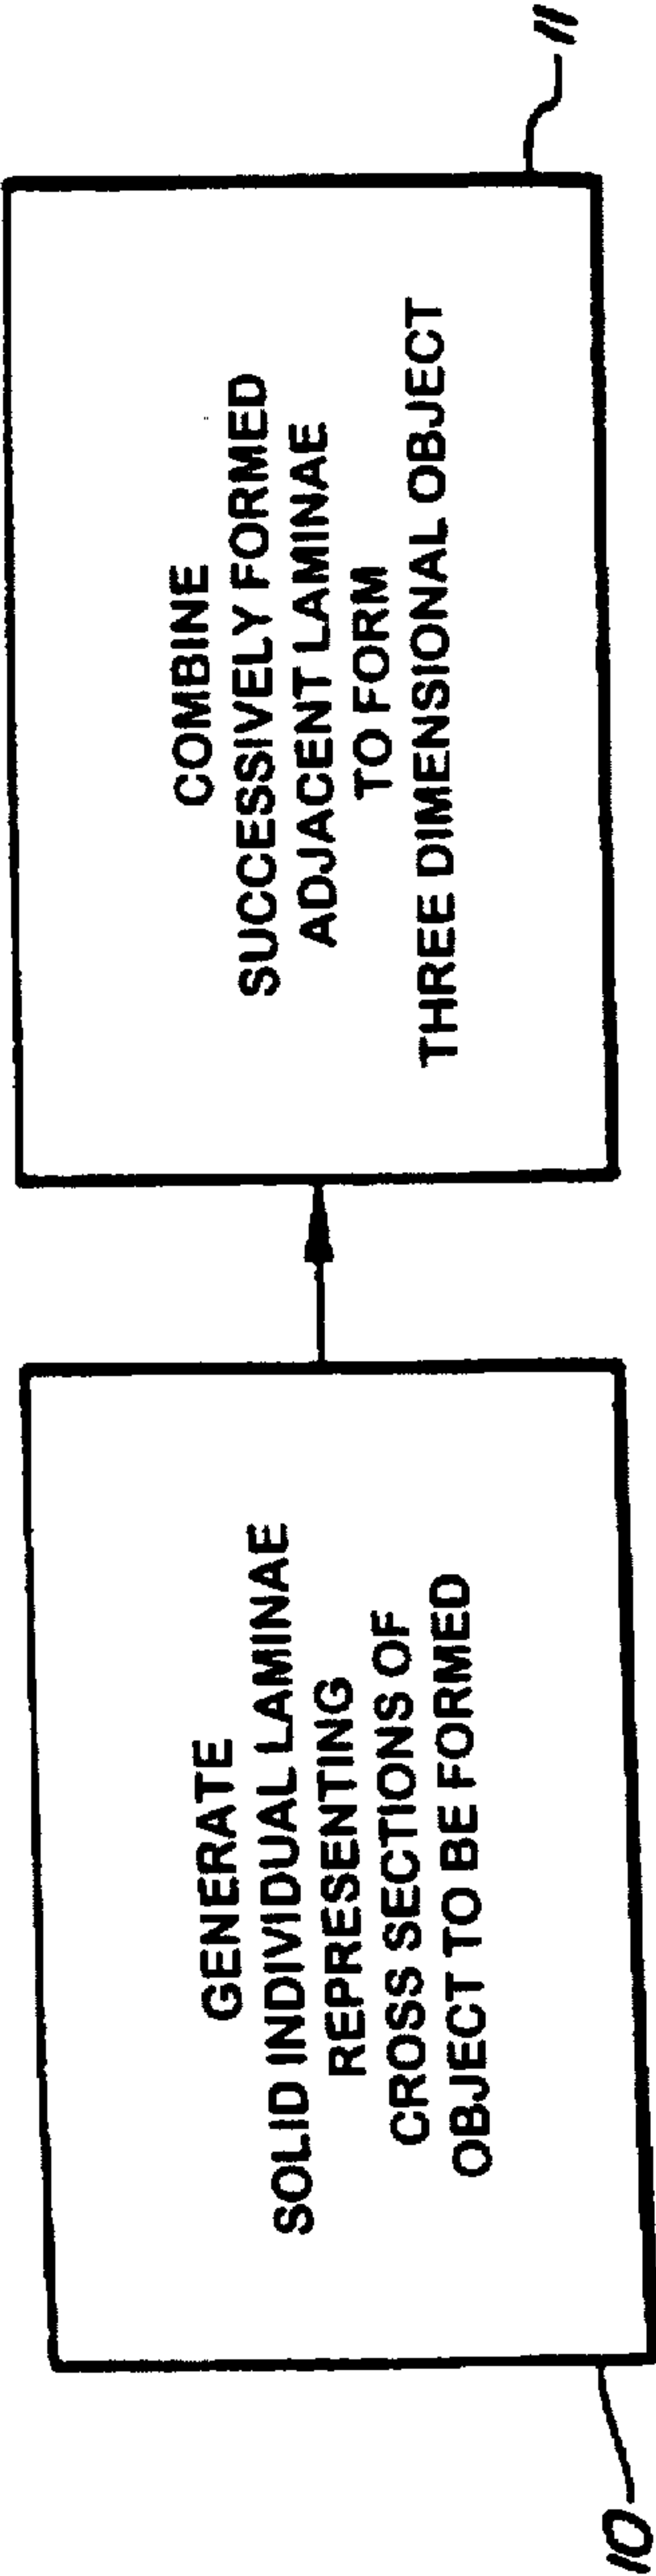 GENERATE
SOLID INDIVIDUAL LAMINAE
REPRESENTING
CROSS SECTIONS OF
OBJECT TO BE FORMED
10
COMBINE
SUCCESSIVELY FORMED
ADJACENT LAMINAE
TO FORM
THREE DIMENSIONAL OBJECT
11